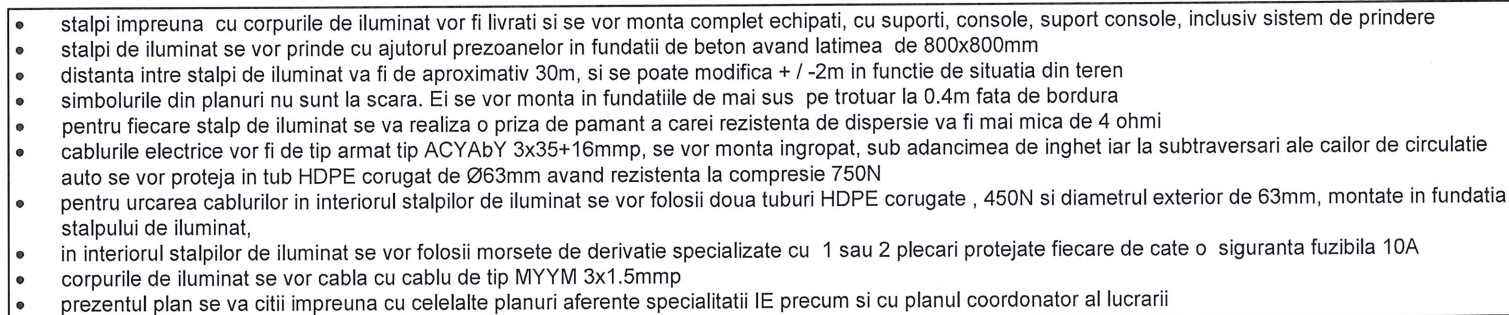 • stalpi impreuna cu corpurile de iluminat vor fi livrati si se vor monta complet echipati, cu suporti, console, suport console, inclusiv sistem de prindere
• stalpi de iluminat se vor prinde cu ajutorul prezoanelor in fundatii de beton avand latimea de 800x800mm
• distanta intre stalpi de iluminat va fi de aproximativ 30m, si se poate modifica + / -2m in functie de situatia din teren
• simbolurile din planuri nu sunt la scara. Ei se vor monta in fundatiile de mai sus pe trotuar la 0.4m fata de bordura
• pentru fiecare stalp de iluminat se va realiza o priza de pamant a carei rezistenta de dispersie va fi mai mica de 4 ohmi
• cablurile electrice vor fi de tip armat tip ACYAbY 3x35+16mmp, se vor monta ingropat, sub adancimea de inghet iar la subtraversari ale cailor de circulatie
auto se vor proteja in tub HDPE corugat de Ø63mm avand rezistenta la compresie 750N
• pentru urcarea cablurilor in interiorul stalpilor de iluminat se vor folosii doua tuburi HDPE corugate , 450N si diametrul exterior de 63mm, montate in fundatia
stalpului de iluminat,
• in interiorul stalpilor de iluminat se vor folosii morsete de derivatie specializate cu 1 sau 2 plecari protejate fiecare de cate o siguranta fuzibila 10A
• corpurile de iluminat se vor cabla cu cablu de tip MYYM 3x1.5mmp
• prezentul plan se va citii impreuna cu celelalte planuri aferente specialitatii IE precum si cu planul coordonator al lucrarii